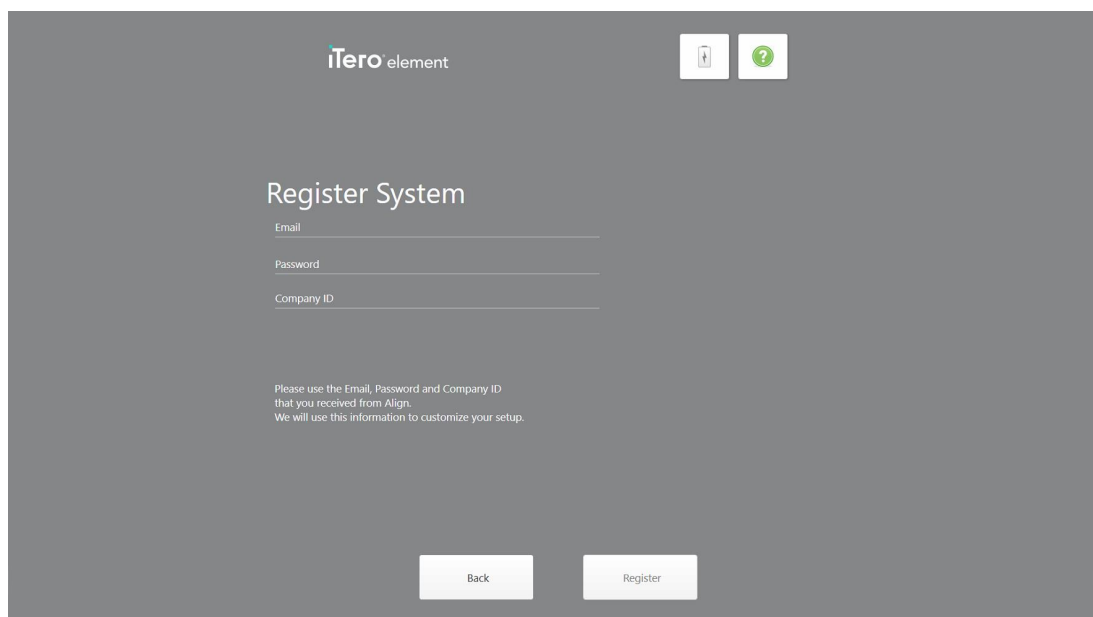 iTero element
?
Register System
Email
Password
Company ID
Please use the Email, Password and Company ID
that you received from Align.
We will use this information to customize your setup.
Back
Register